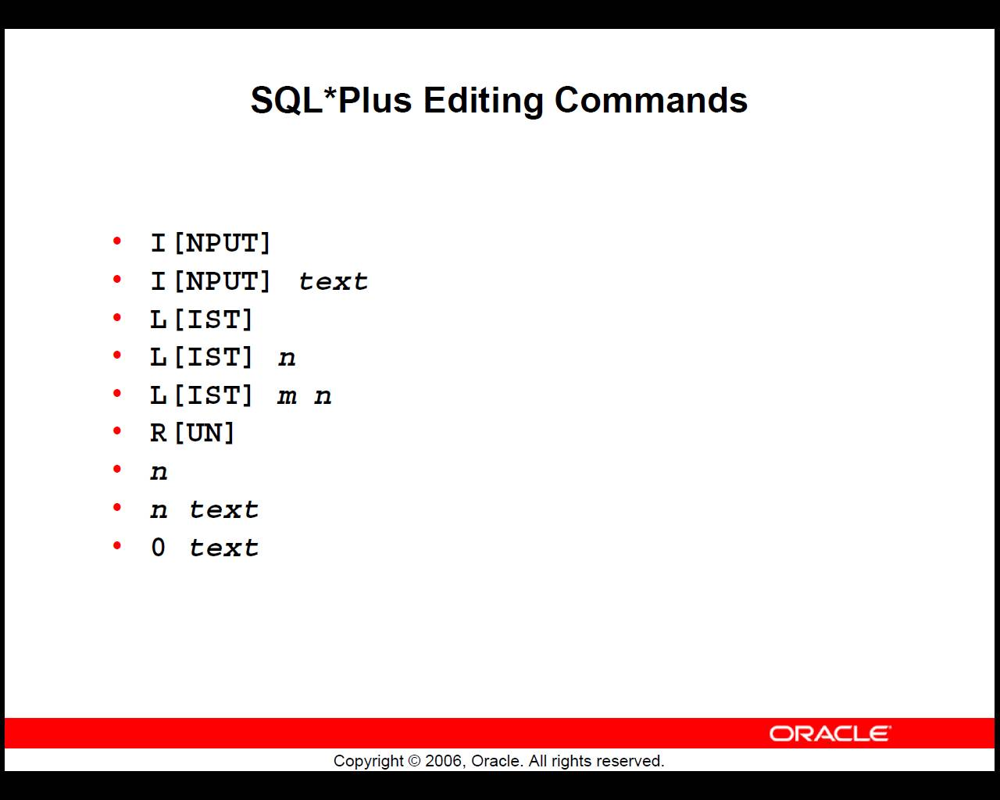 SQL*Plus Editing Commands
• I[NPUT]
• I[NPUT] text
• L[IST]
• L[IST] n
• L[IST] m n
• R[UN]
• n
• n text
• 0 text
ORACLE
Copyright © 2006, Oracle. All rights reserved.